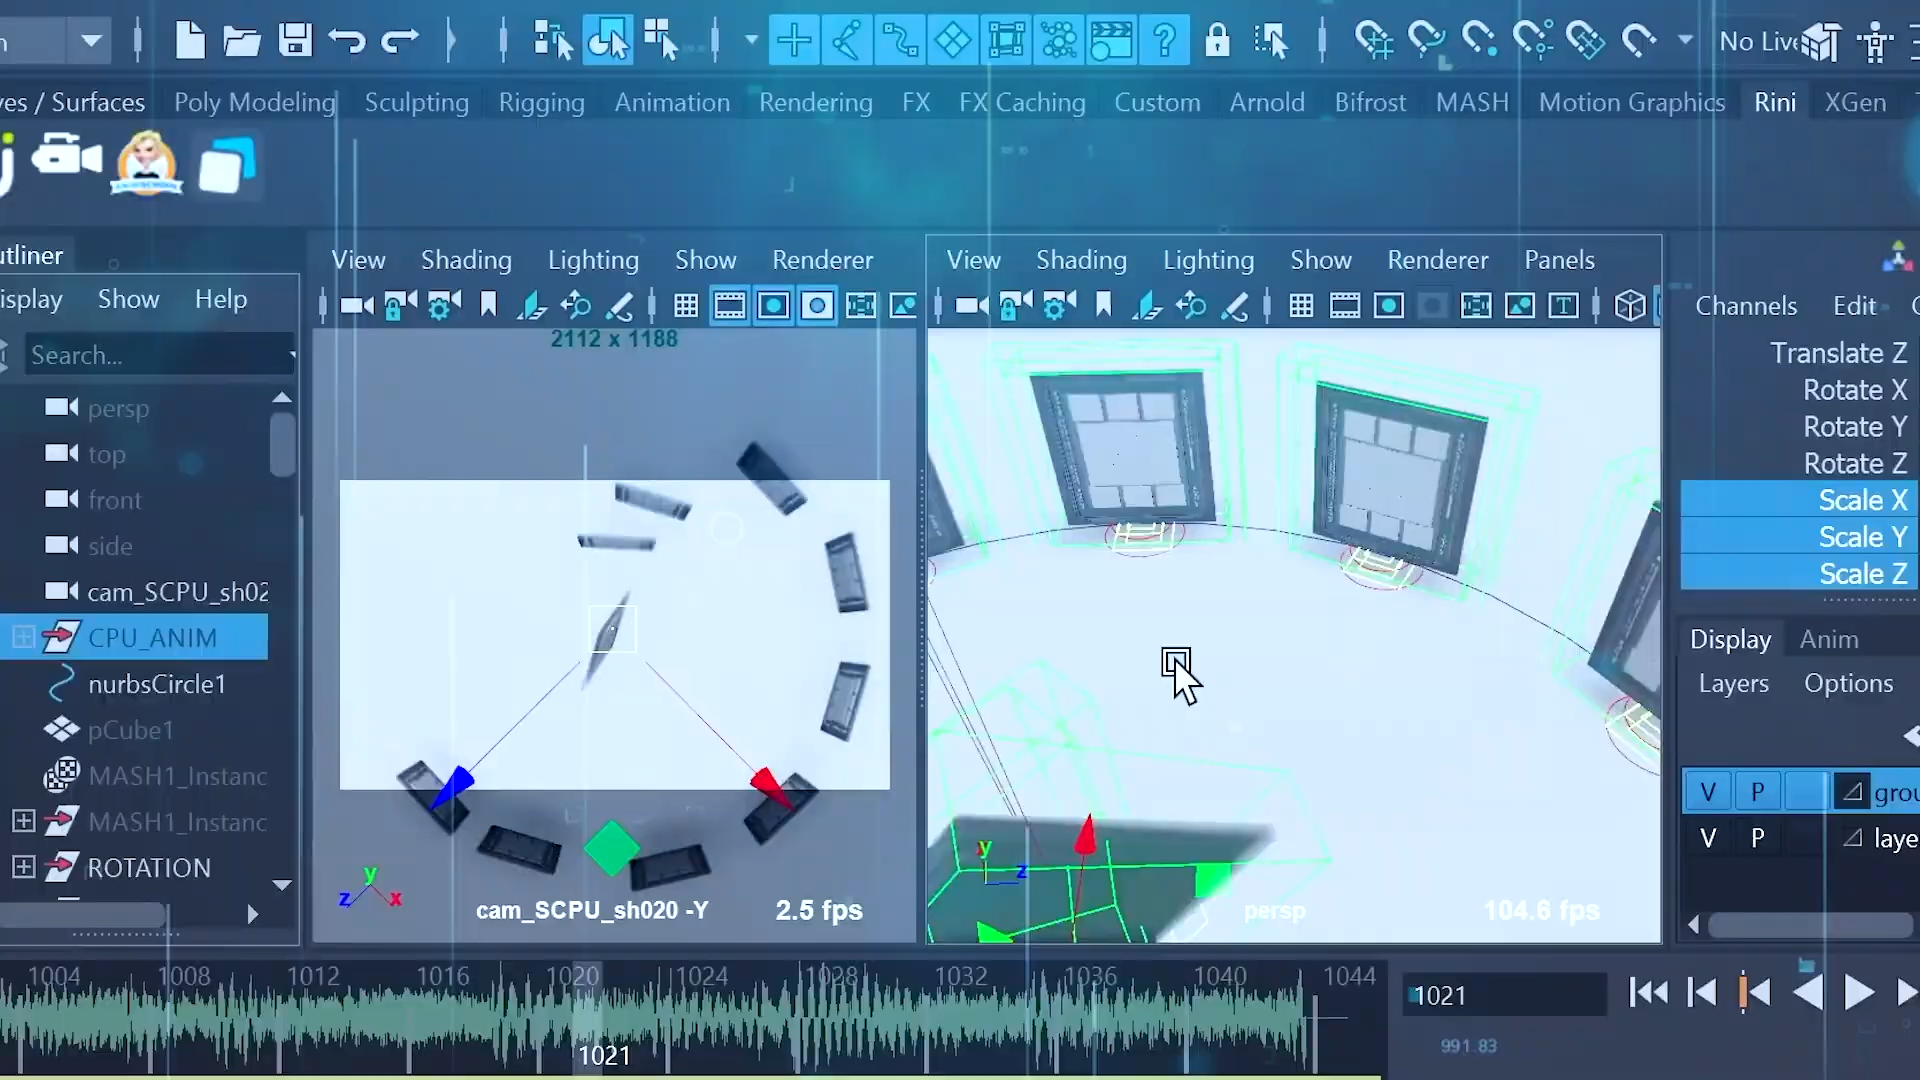 No Liv
ves / Surfaces Poly Modeling Sculpting Rigging Animation Rendering FX FX Caching Custom Arnold Bifrost MASH Motion Graphics Rini XGen
utliner
isplay Show Help
Search...
persp
top
front
side
cam_SCPU_sh02
CPU_ANIM
nurbsCircle1
pCube1
MASH1_Instanc
MASH1_Instanc
ROTATION
View Shading Lighting Show Renderer
2112 x 1188
y
z x
cam_SCPU_sh020 -Y 2.5 fps
View Shading Lighting Show Renderer Panels
y
z
persp 104.6 fps
Channels Edit
Translate Z
Rotate X
Rotate Y
Rotate Z
Scale X
Scale Y
Scale Z
Display Anim
Layers Options
V P grou
V P laye
1004 1008 1012 1016 1020 1024 1028 1032 1036 1040 1044
1021
1021
991.83